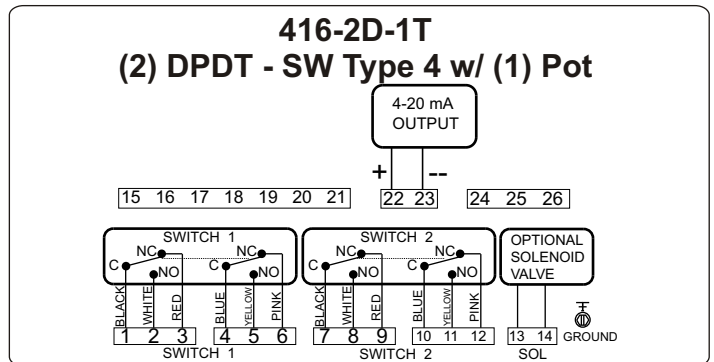 416-2D-1T
(2) DPDT - SW Type 4 w/ (1) Pot
4-20 mA
OUTPUT
+ --
15 16 17 18 19 20 21 22 23 24 25 26
SWITCH 1
NC NC
C NO C NO
SWITCH 2
NC NC
C NO C NO
OPTIONAL
SOLENOID
VALVE
BLACK WHITE RED BLUE YELLOW PINK
BLACK WHITE RED BLUE YELLOW PINK
1 2 3 4 5 6 7 8 9 10 11 12 13 14 GROUND
SWITCH 1 SWITCH 2 SOL